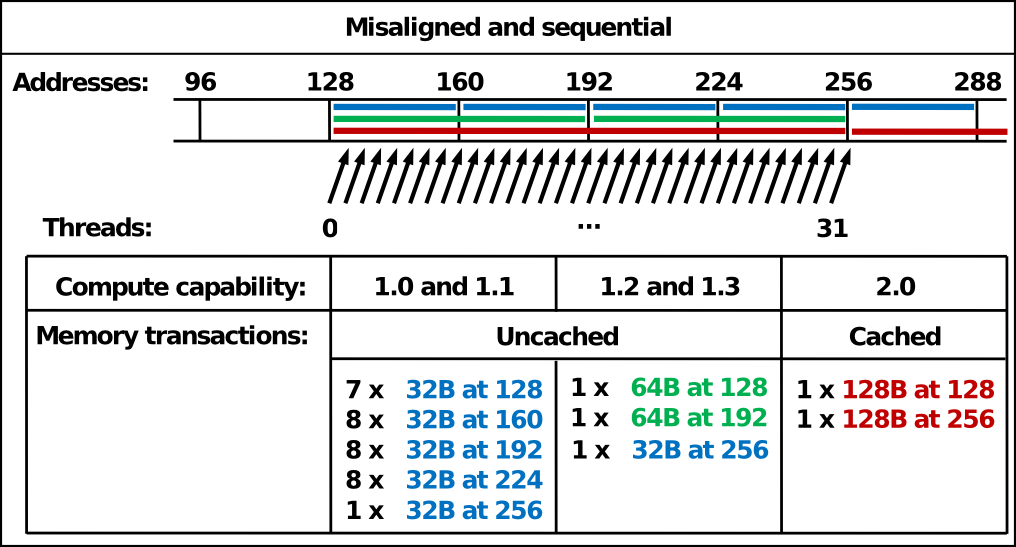 Misaligned and sequential
Addresses: 96 128 160 192 224 256 288
Threads: 0 ... 31
Compute capability: 1.0 and 1.1 1.2 and 1.3 2.0
Memory transactions: Uncached Cached
7 x 32B at 128 1 x 64B at 128 1 x 128B at 128
8 x 32B at 160 1 x 64B at 192 1 x 128B at 256
8 x 32B at 192 1 x 32B at 256
8 x 32B at 224
1 x 32B at 256